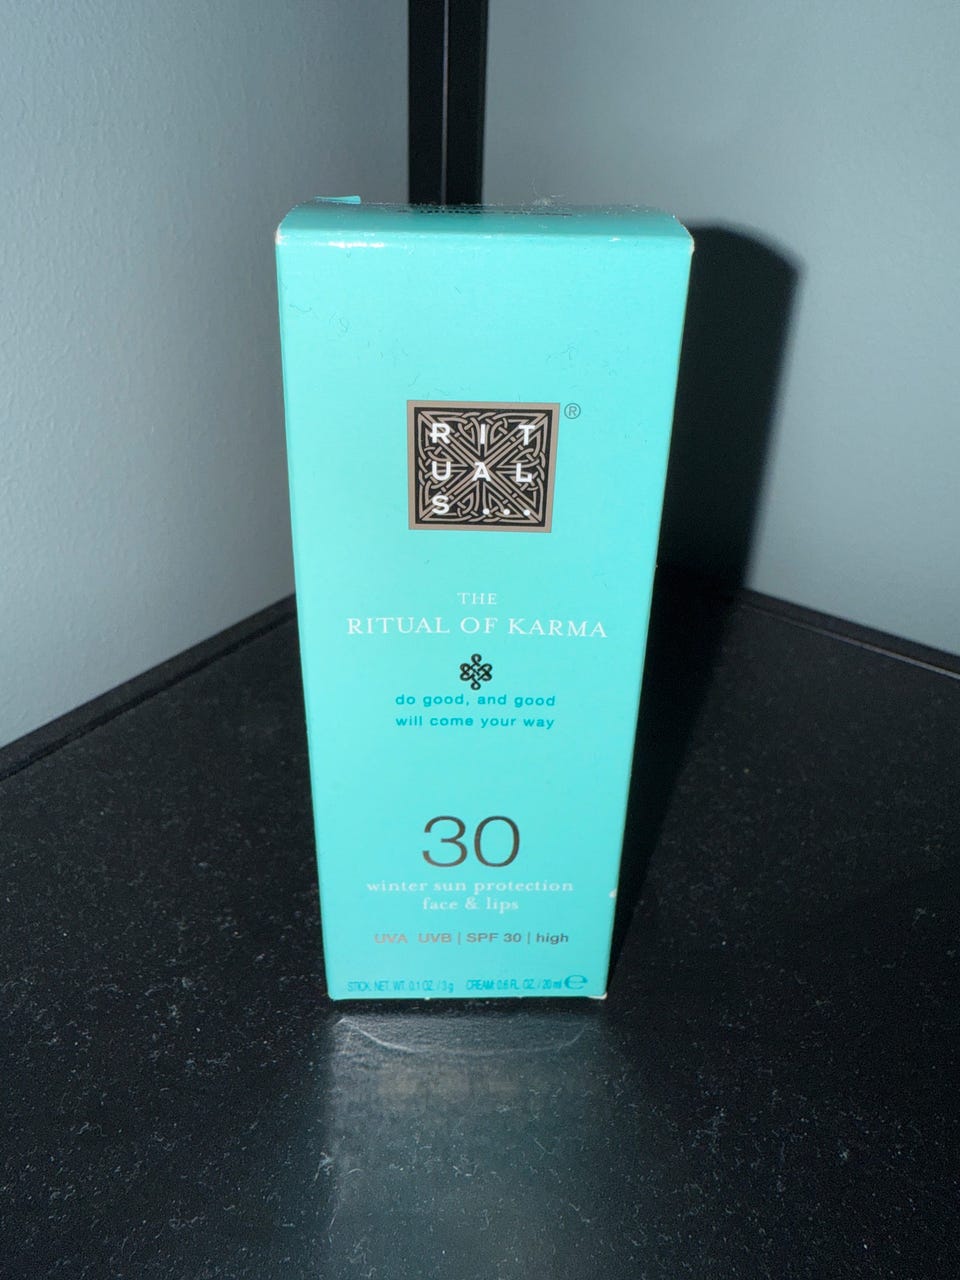 RIT
UAL
S...
®
THE
RITUAL OF KARMA
do good, and good
will come your way
30
winter sun protection
face & lips
UVA UVB | SPF 30 | high
STICK: NET. WT. 0.1 OZ. / 3 g CREAM: 0.6 FL. OZ. / 20 ml ℮